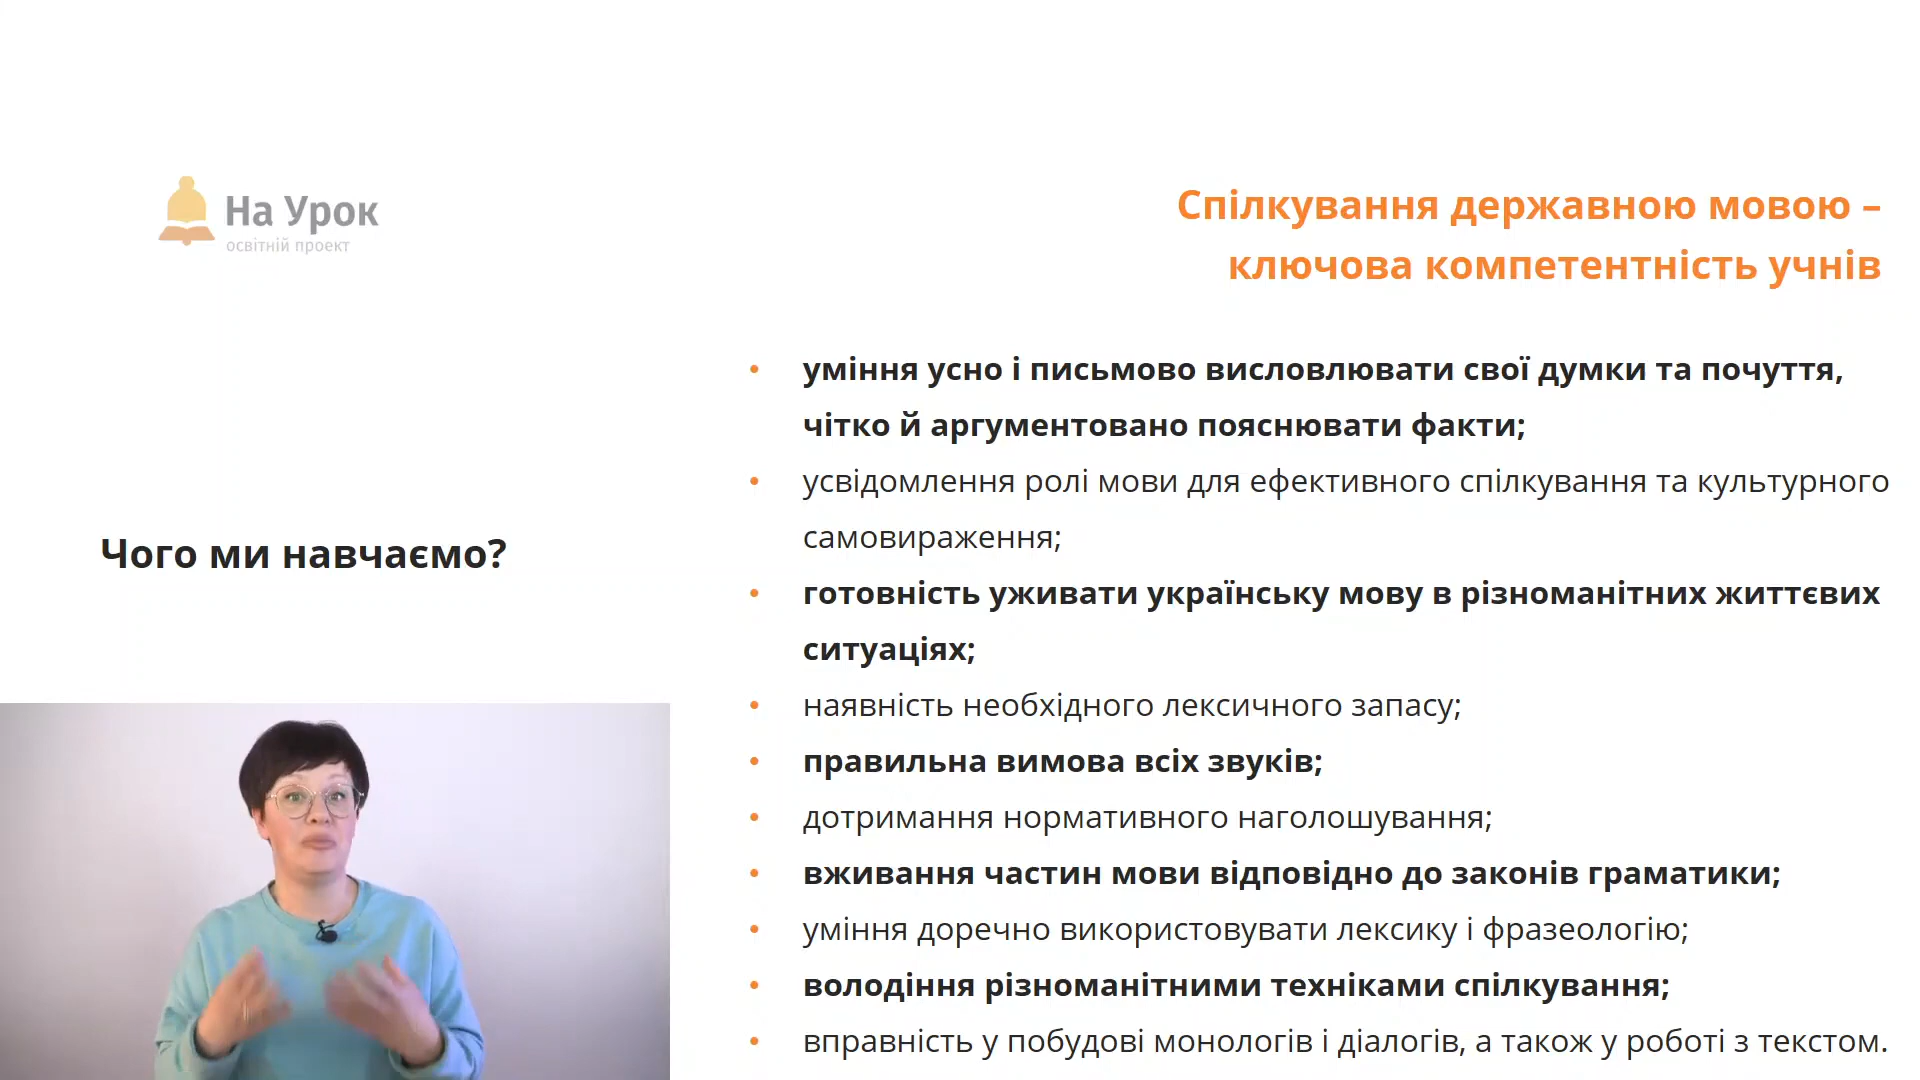 На Урок
освітній проект
Спілкування державною мовою –
ключова компетентність учнів
Чого ми навчаємо?
• уміння усно і письмово висловлювати свої думки та почуття,
чітко й аргументовано пояснювати факти;
• усвідомлення ролі мови для ефективного спілкування та культурного
самовираження;
• готовність уживати українську мову в різноманітних життєвих
ситуаціях;
• наявність необхідного лексичного запасу;
• правильна вимова всіх звуків;
• дотримання нормативного наголошування;
• вживання частин мови відповідно до законів граматики;
• уміння доречно використовувати лексику і фразеологію;
• володіння різноманітними техніками спілкування;
• вправність у побудові монологів і діалогів, а також у роботі з текстом.